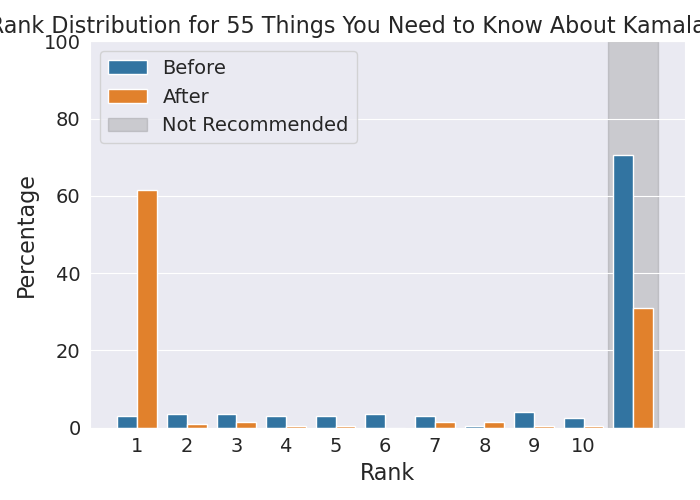 Rank Distribution for 55 Things You Need to Know About Kamala
100
80
60
40
20
0
Percentage
Before
After
Not Recommended
1 2 3 4 5 6 7 8 9 10
Rank